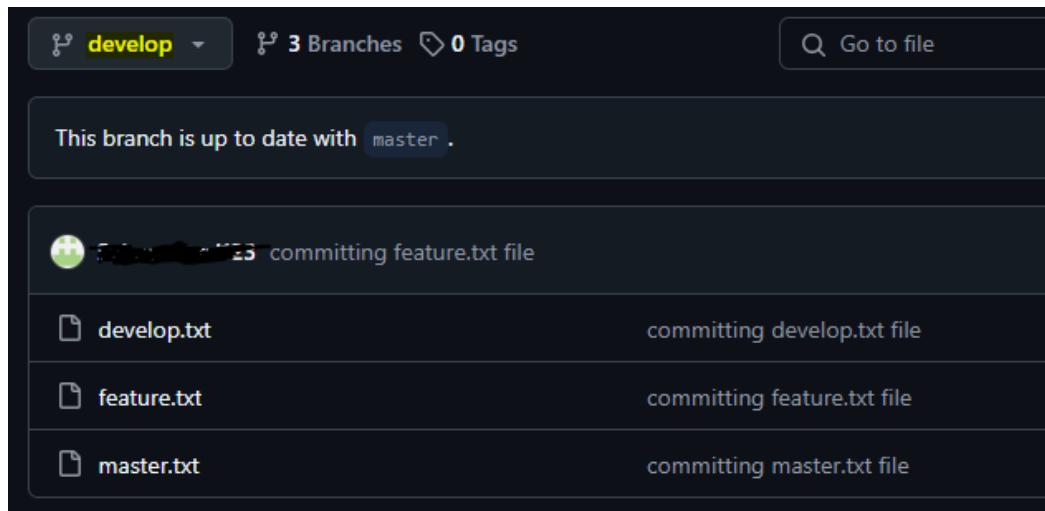 develop 3 Branches 0 Tags Go to file
This branch is up to date with master .
committing feature.txt file
develop.txt committing develop.txt file
feature.txt committing feature.txt file
master.txt committing master.txt file